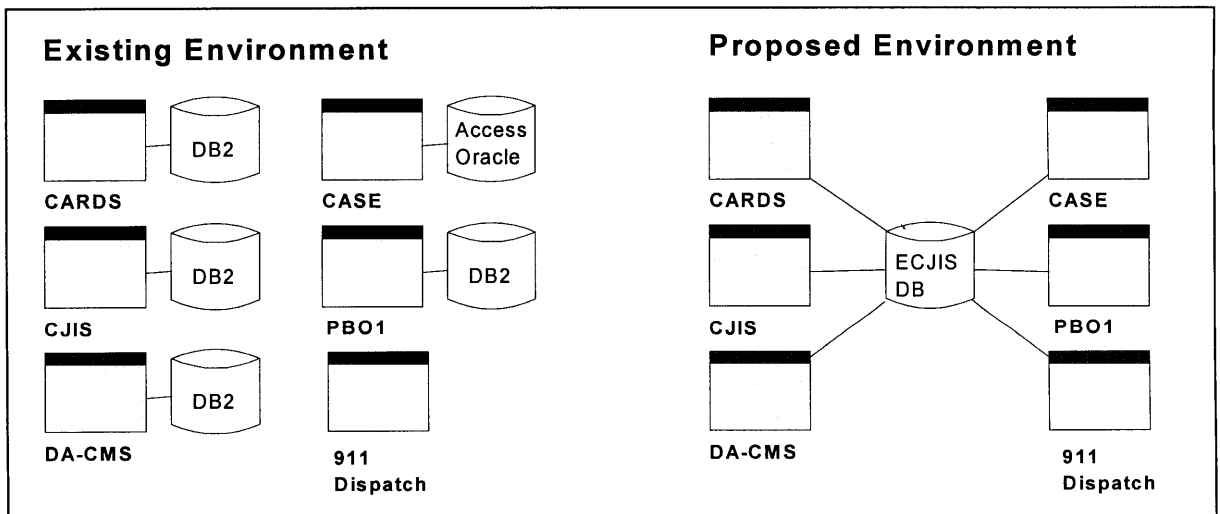 Existing Environment
DB2
CARDS
Access
Oracle
CASE
DB2
CJIS
DB2
PBO1
DB2
DA-CMS
911
Dispatch
Proposed Environment
CARDS
CASE
ECJIS
DB
CJIS
PBO1
DA-CMS
911
Dispatch